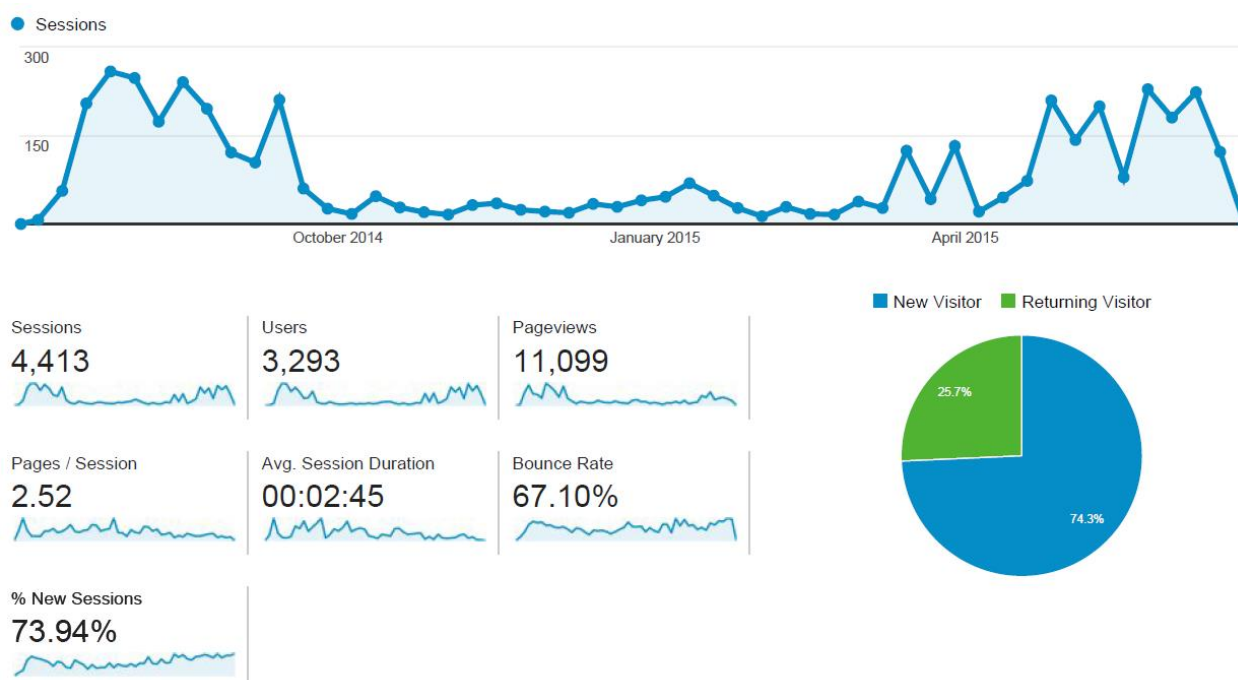 Sessions
300
150
October 2014 January 2015 April 2015
New Visitor Returning Visitor
Sessions Users Pageviews
4,413 3,293 11,099
25.7%
Pages / Session Avg. Session Duration Bounce Rate
2.52 00:02:45 67.10%
74.3%
% New Sessions
73.94%